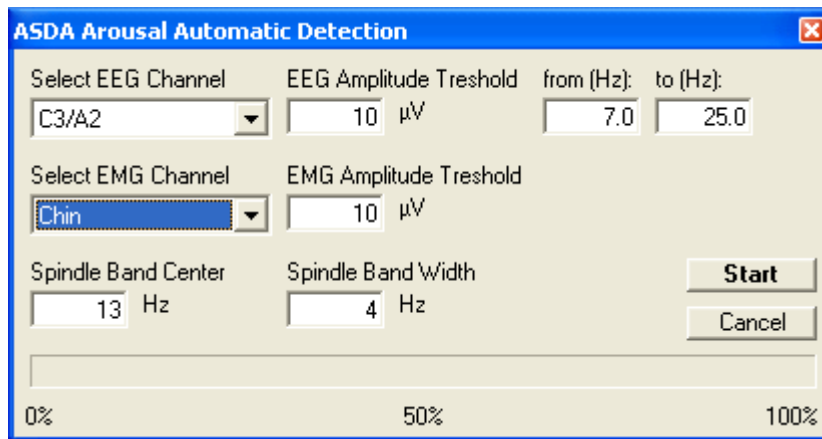 ASDA Arousal Automatic Detection
Select EEG Channel EEG Amplitude Treshold from (Hz): to (Hz):
C3/A2 10 µV 7.0 25.0
Select EMG Channel EMG Amplitude Treshold
Chin 10 µV
Spindle Band Center Spindle Band Width
13 Hz 4 Hz
Start
Cancel
0% 50% 100%